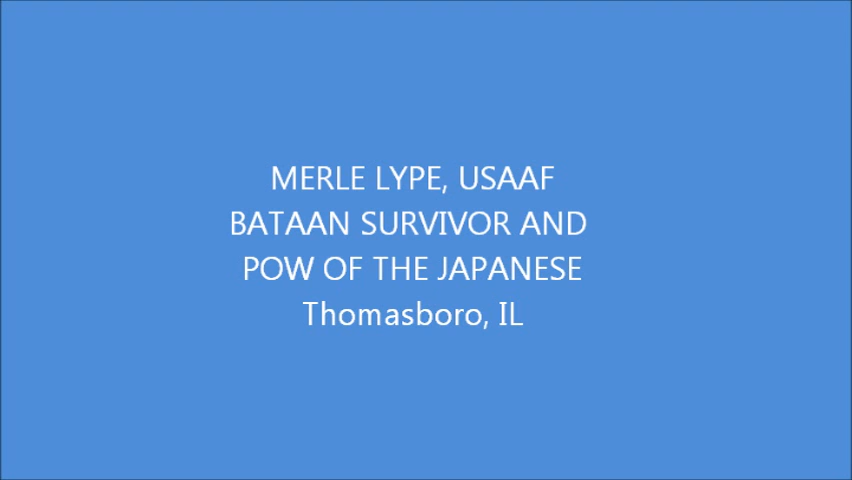 MERLE LYPE, USAAF
BATAAN SURVIVOR AND
POW OF THE JAPANESE
Thomasboro, IL